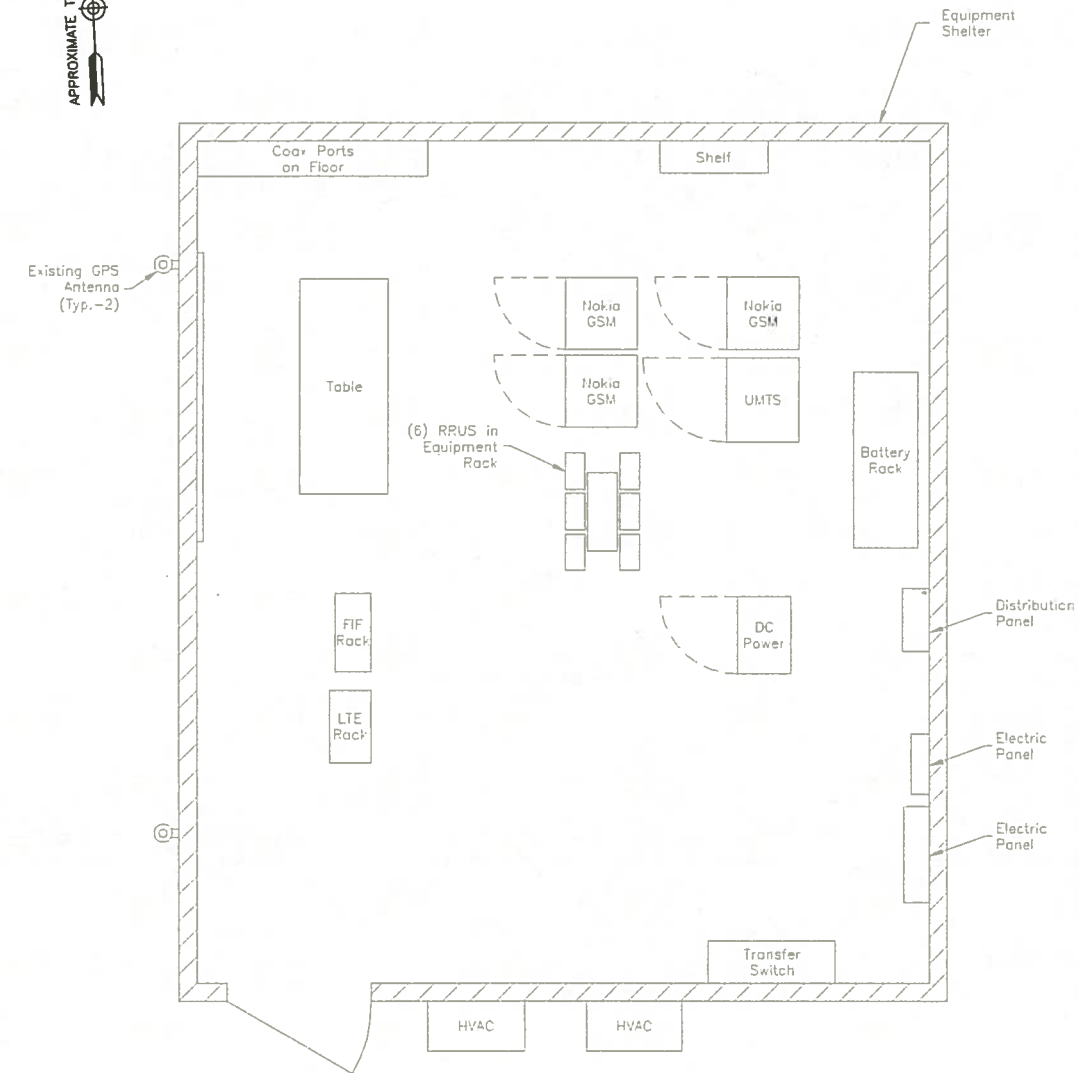 APPROXIMATE T
Equipment
Shelter
Coax Ports
on Floor
Shelf
Existing GPS
Antenna
(Typ.-2)
Nokia
GSM
Nokia
GSM
Table
Nokia
GSM
UMTS
(6) RRUS in
Equipment
Rack
Battery
Rack
FIF
Rack
DC
Power
Distribution
Panel
LTE
Rack
Electric
Panel
Electric
Panel
Transfer
Switch
HVAC
HVAC